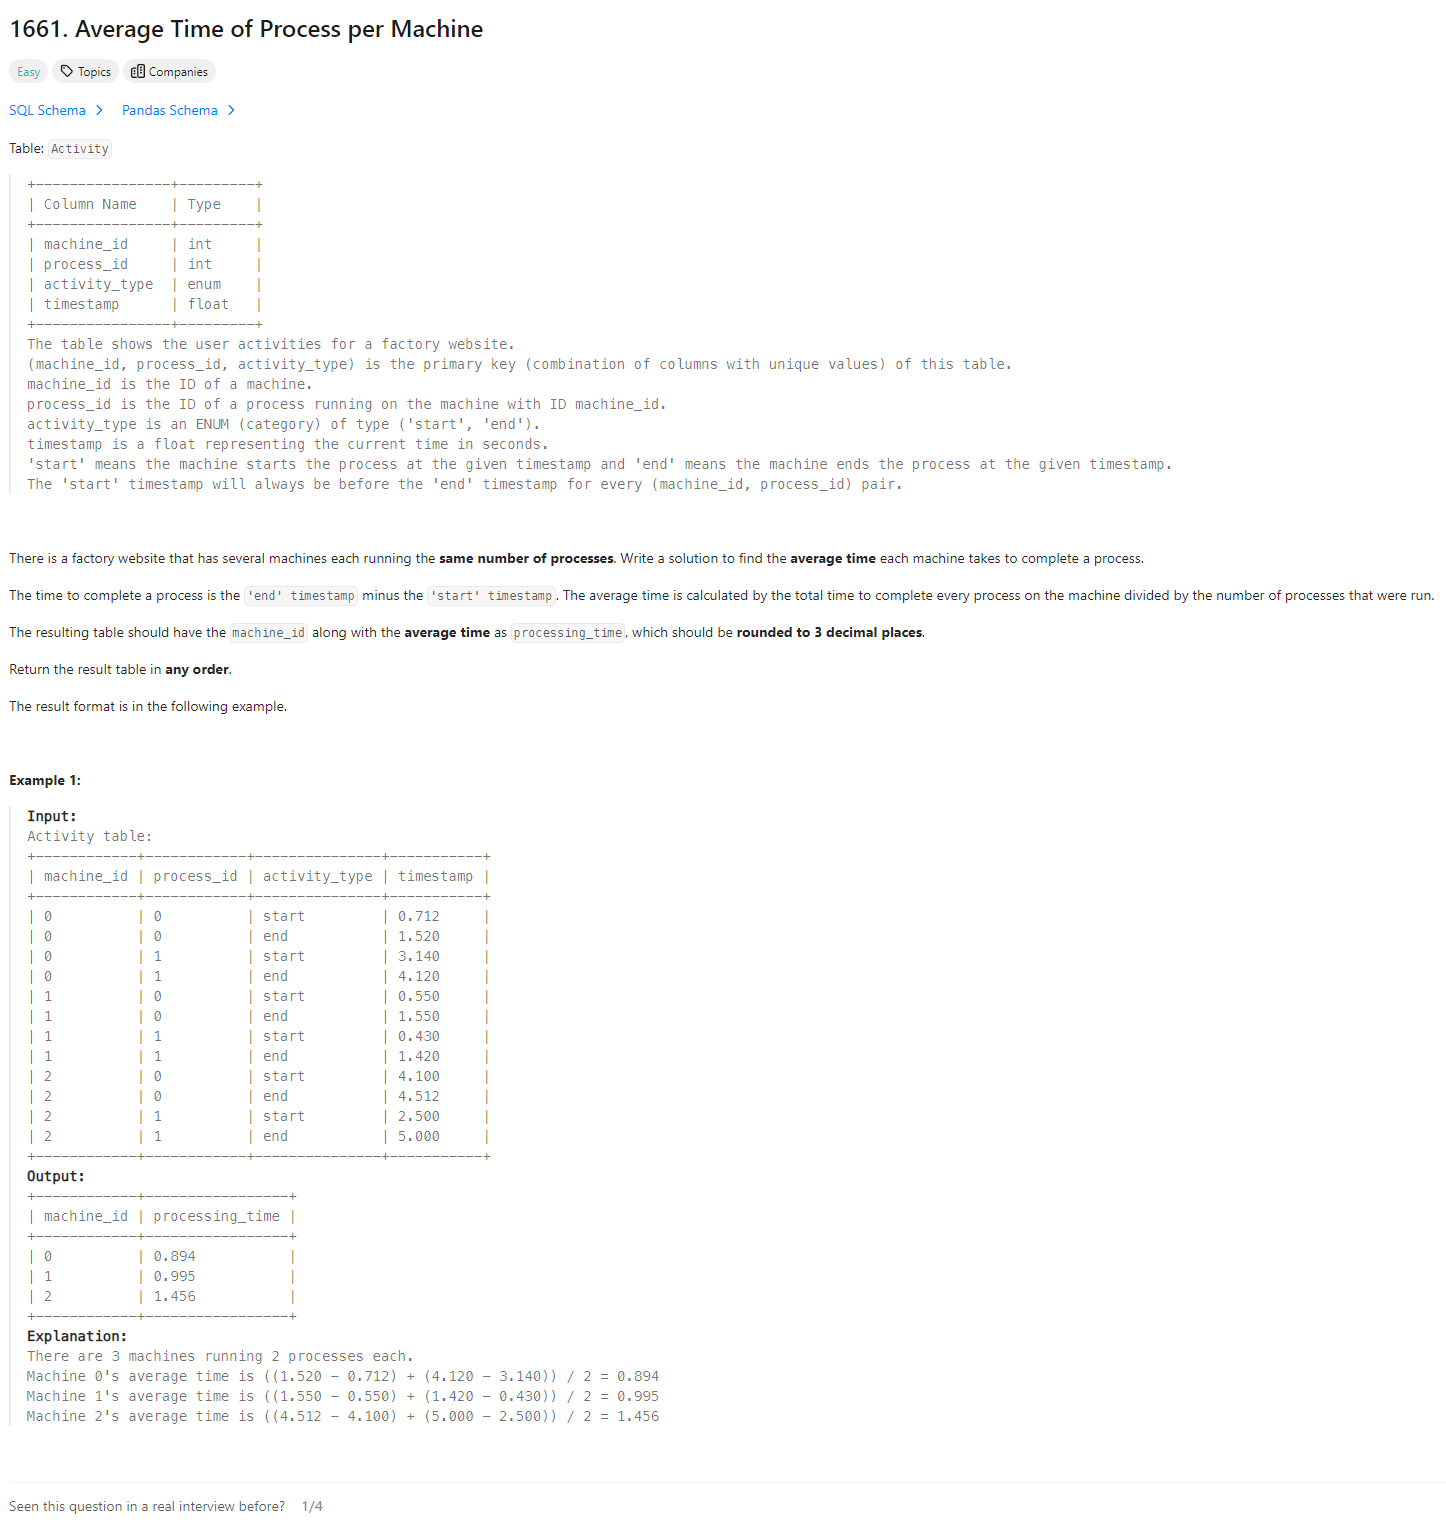 1661. Average Time of Process per Machine
Easy Topics Companies
SQL Schema > Pandas Schema >
Table: Activity
+----------------+---------+
| Column Name    | Type    |
+----------------+---------+
| machine_id     | int     |
| process_id     | int     |
| activity_type  | enum    |
| timestamp      | float   |
+----------------+---------+
The table shows the user activities for a factory website.
(machine_id, process_id, activity_type) is the primary key (combination of columns with unique values) of this table.
machine_id is the ID of a machine.
process_id is the ID of a process running on the machine with ID machine_id.
activity_type is an ENUM (category) of type ('start', 'end').
timestamp is a float representing the current time in seconds.
'start' means the machine starts the process at the given timestamp and 'end' means the machine ends the process at the given timestamp.
The 'start' timestamp will always be before the 'end' timestamp for every (machine_id, process_id) pair.
There is a factory website that has several machines each running the same number of processes. Write a solution to find the average time each machine takes to complete a process.
The time to complete a process is the 'end' timestamp minus the 'start' timestamp. The average time is calculated by the total time to complete every process on the machine divided by the number of processes that were run.
The resulting table should have the machine_id along with the average time as processing_time, which should be rounded to 3 decimal places.
Return the result table in any order.
The result format is in the following example.
Example 1:
Input:
Activity table:
+------------+------------+---------------+-----------+
| machine_id | process_id | activity_type | timestamp |
+------------+------------+---------------+-----------+
| 0          | 0          | start         | 0.712     |
| 0          | 0          | end           | 1.520     |
| 0          | 1          | start         | 3.140     |
| 0          | 1          | end           | 4.120     |
| 1          | 0          | start         | 0.550     |
| 1          | 0          | end           | 1.550     |
| 1          | 1          | start         | 0.430     |
| 1          | 1          | end           | 1.420     |
| 2          | 0          | start         | 4.100     |
| 2          | 0          | end           | 4.512     |
| 2          | 1          | start         | 2.500     |
| 2          | 1          | end           | 5.000     |
+------------+------------+---------------+-----------+
Output:
+------------+-----------------+
| machine_id | processing_time |
+------------+-----------------+
| 0          | 0.894           |
| 1          | 0.995           |
| 2          | 1.456           |
+------------+-----------------+
Explanation:
There are 3 machines running 2 processes each.
Machine 0's average time is ((1.520 - 0.712) + (4.120 - 3.140)) / 2 = 0.894
Machine 1's average time is ((1.550 - 0.550) + (1.420 - 0.430)) / 2 = 0.995
Machine 2's average time is ((4.512 - 4.100) + (5.000 - 2.500)) / 2 = 1.456
Seen this question in a real interview before? 1/4